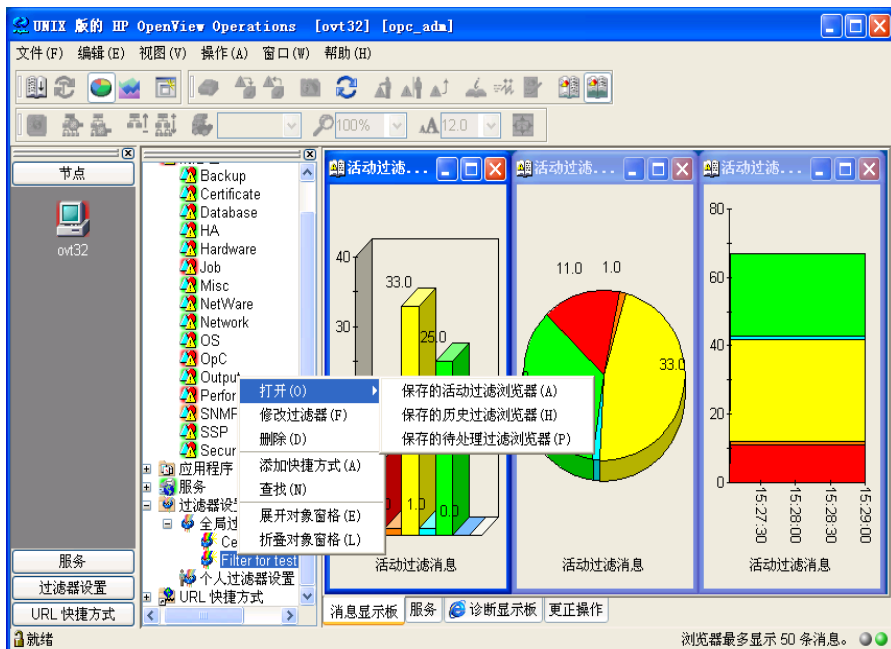 UNIX 版的 HP OpenView Operations [ovt32] [opc_adm]
文件(F) 编辑(E) 视图(V) 操作(A) 窗口(W) 帮助(H)
100% 12.0
节点
ovt32
服务
过滤器设置
URL 快捷方式
Backup
Certificate
Database
HA
Hardware
Job
Misc
NetWare
Network
OS
OpC
Output
Perfor
SNMP
SSP
Secur
应用程序
服务
过滤器设
全局过
Ce
Filter for test
个人过滤器设置
URL 快捷方式
打开(O)
修改过滤器(F)
删除(D)
添加快捷方式(A)
查找(N)
展开对象窗格(E)
折叠对象窗格(L)
保存的活动过滤浏览器(A)
保存的历史过滤浏览器(H)
保存的待处理过滤浏览器(P)
活动过滤...
40
30
33.0
25.0
1.0
0.0
活动过滤消息
活动过滤...
11.0 1.0
33.0
活动过滤消息
活动过滤...
80
60
40
20
0
15:27:30
15:28:00
15:28:30
15:29:00
活动过滤消息
消息显示板 服务 诊断显示板 更正操作
就绪
浏览器最多显示 50 条消息。